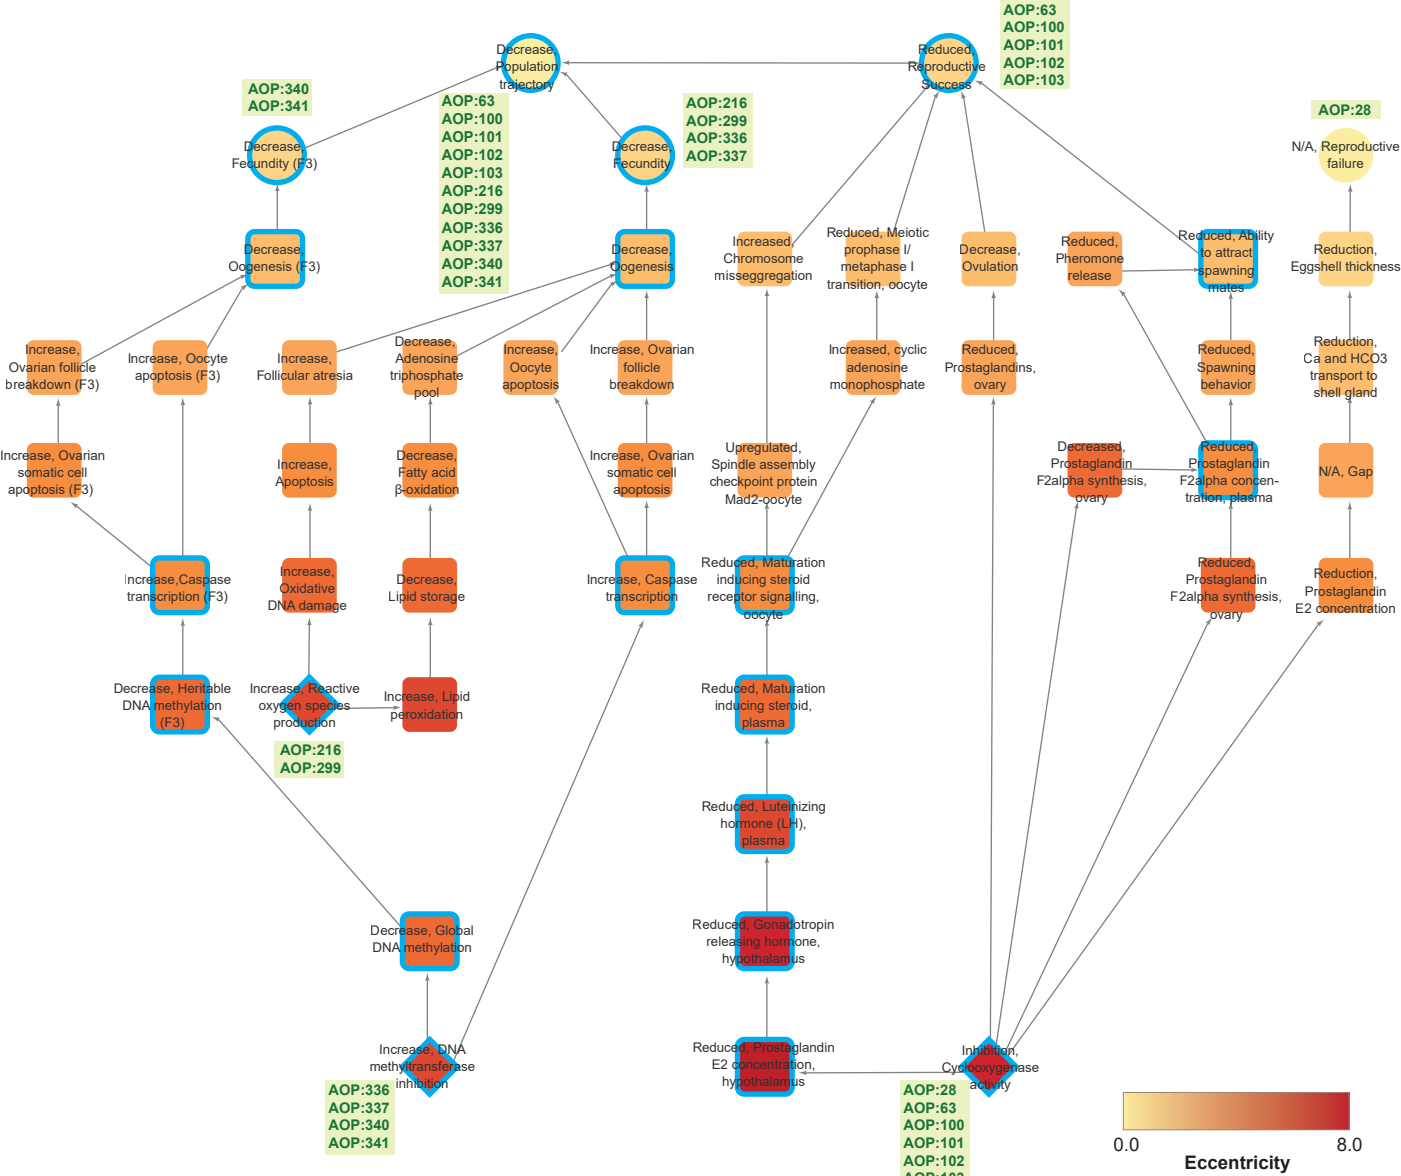 AOP:63
AOP:100
AOP:101
AOP:102
AOP:103
Decrease,
Population
trajectory
Reduced,
Reproductive
Success
AOP:340
AOP:341
AOP:63
AOP:100
AOP:101
AOP:102
AOP:103
AOP:216
AOP:299
AOP:336
AOP:337
AOP:340
AOP:341
AOP:216
AOP:299
AOP:336
AOP:337
AOP:28
Decrease,
Fecundity (F3)
Decrease,
Fecundity
N/A, Reproductive
failure
Decrease,
Oogenesis (F3)
Decrease,
Oogenesis
Increased,
Chromosome
misseggregation
Reduced, Meiotic
prophase I/
metaphase I
transition, oocyte
Decrease,
Ovulation
Reduced,
Pheromone
release
Reduced, Ability
to attract
spawning
mates
Reduction,
Eggshell thickness
Increase,
Ovarian follicle
breakdown (F3)
Increase, Oocyte
apoptosis (F3)
Increase,
Follicular atresia
Decrease,
Adenosine
triphosphate
pool
Increase,
Oocyte
apoptosis
Increase, Ovarian
follicle
breakdown
Increased, cyclic
adenosine
monophosphate
Reduced,
Prostaglandins,
ovary
Reduced,
Spawning
behavior
Reduction,
Ca and HCO3
transport to
shell gland
Increase, Ovarian
somatic cell
apoptosis (F3)
Increase,
Apoptosis
Decrease,
Fatty acid
β-oxidation
Increase, Ovarian
somatic cell
apoptosis
Upregulated,
Spindle assembly
checkpoint protein
Mad2-oocyte
Decreased,
Prostaglandin
F2alpha synthesis,
ovary
Reduced,
Prostaglandin
F2alpha concen-
tration, plasma
N/A, Gap
Increase,Caspase
transcription (F3)
Increase,
Oxidative
DNA damage
Decrease,
Lipid storage
Increase, Caspase
transcription
Reduced, Maturation
inducing steroid
receptor signalling,
oocyte
Reduced,
Prostaglandin
F2alpha synthesis,
ovary
Reduction,
Prostaglandin
E2 concentration
Decrease, Heritable
DNA methylation
(F3)
Increase, Reactive
oxygen species
production
Increase, Lipid
peroxidation
Reduced, Maturation
inducing steroid,
plasma
AOP:216
AOP:299
Reduced, Luteinizing
hormone (LH),
plasma
Decrease, Global
DNA methylation
Reduced, Gonadotropin
releasing hormone,
hypothalamus
Increase, DNA
methyltransferase
inhibition
Reduced, Prostaglandin
E2 concentration,
hypothalamus
Inhibition,
Cyclooxygenase
activity
AOP:336
AOP:337
AOP:340
AOP:341
AOP:28
AOP:63
AOP:100
AOP:101
AOP:102
0.0
8.0
Eccentricity